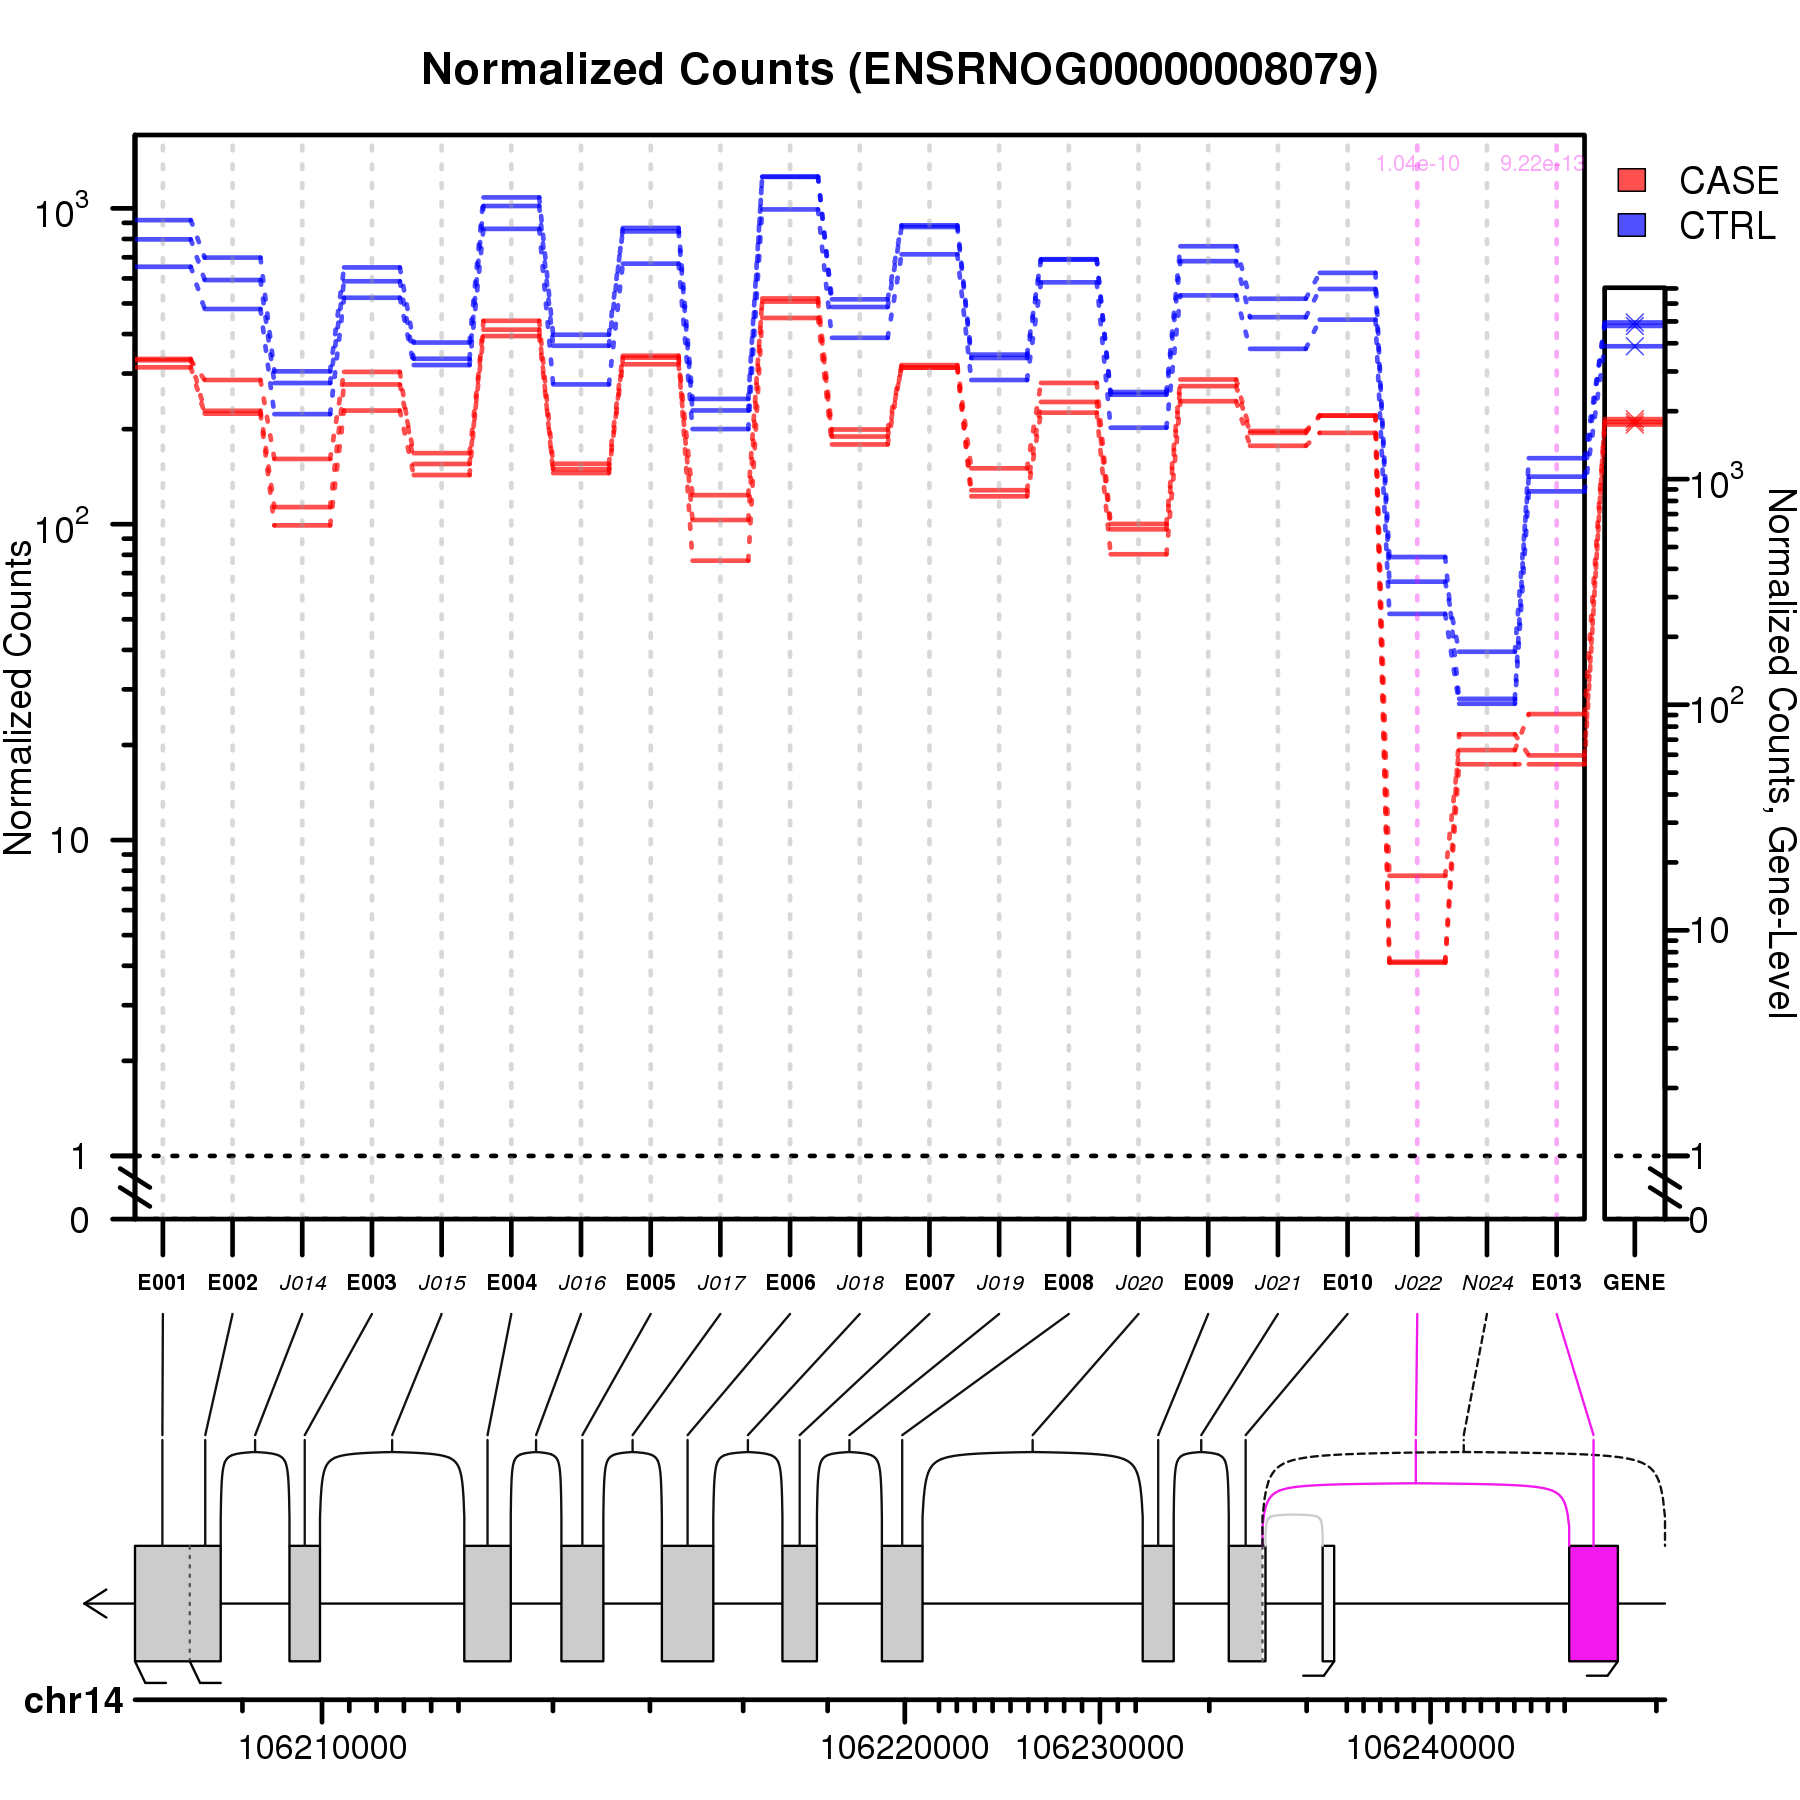 Normalized Counts (ENSRNOG00000008079)
1.04e-10 9.22e-13
CASE
CTRL
10³
10²
10
1
0
Normalized Counts
10³
10²
10
1
0
Normalized Counts, Gene-Level
E001 E002 J014 E003 J015 E004 J016 E005 J017 E006 J018 E007 J019 E008 J020 E009 J021 E010 J022 N024 E013 GENE
chr14
106210000 106220000 106230000 106240000